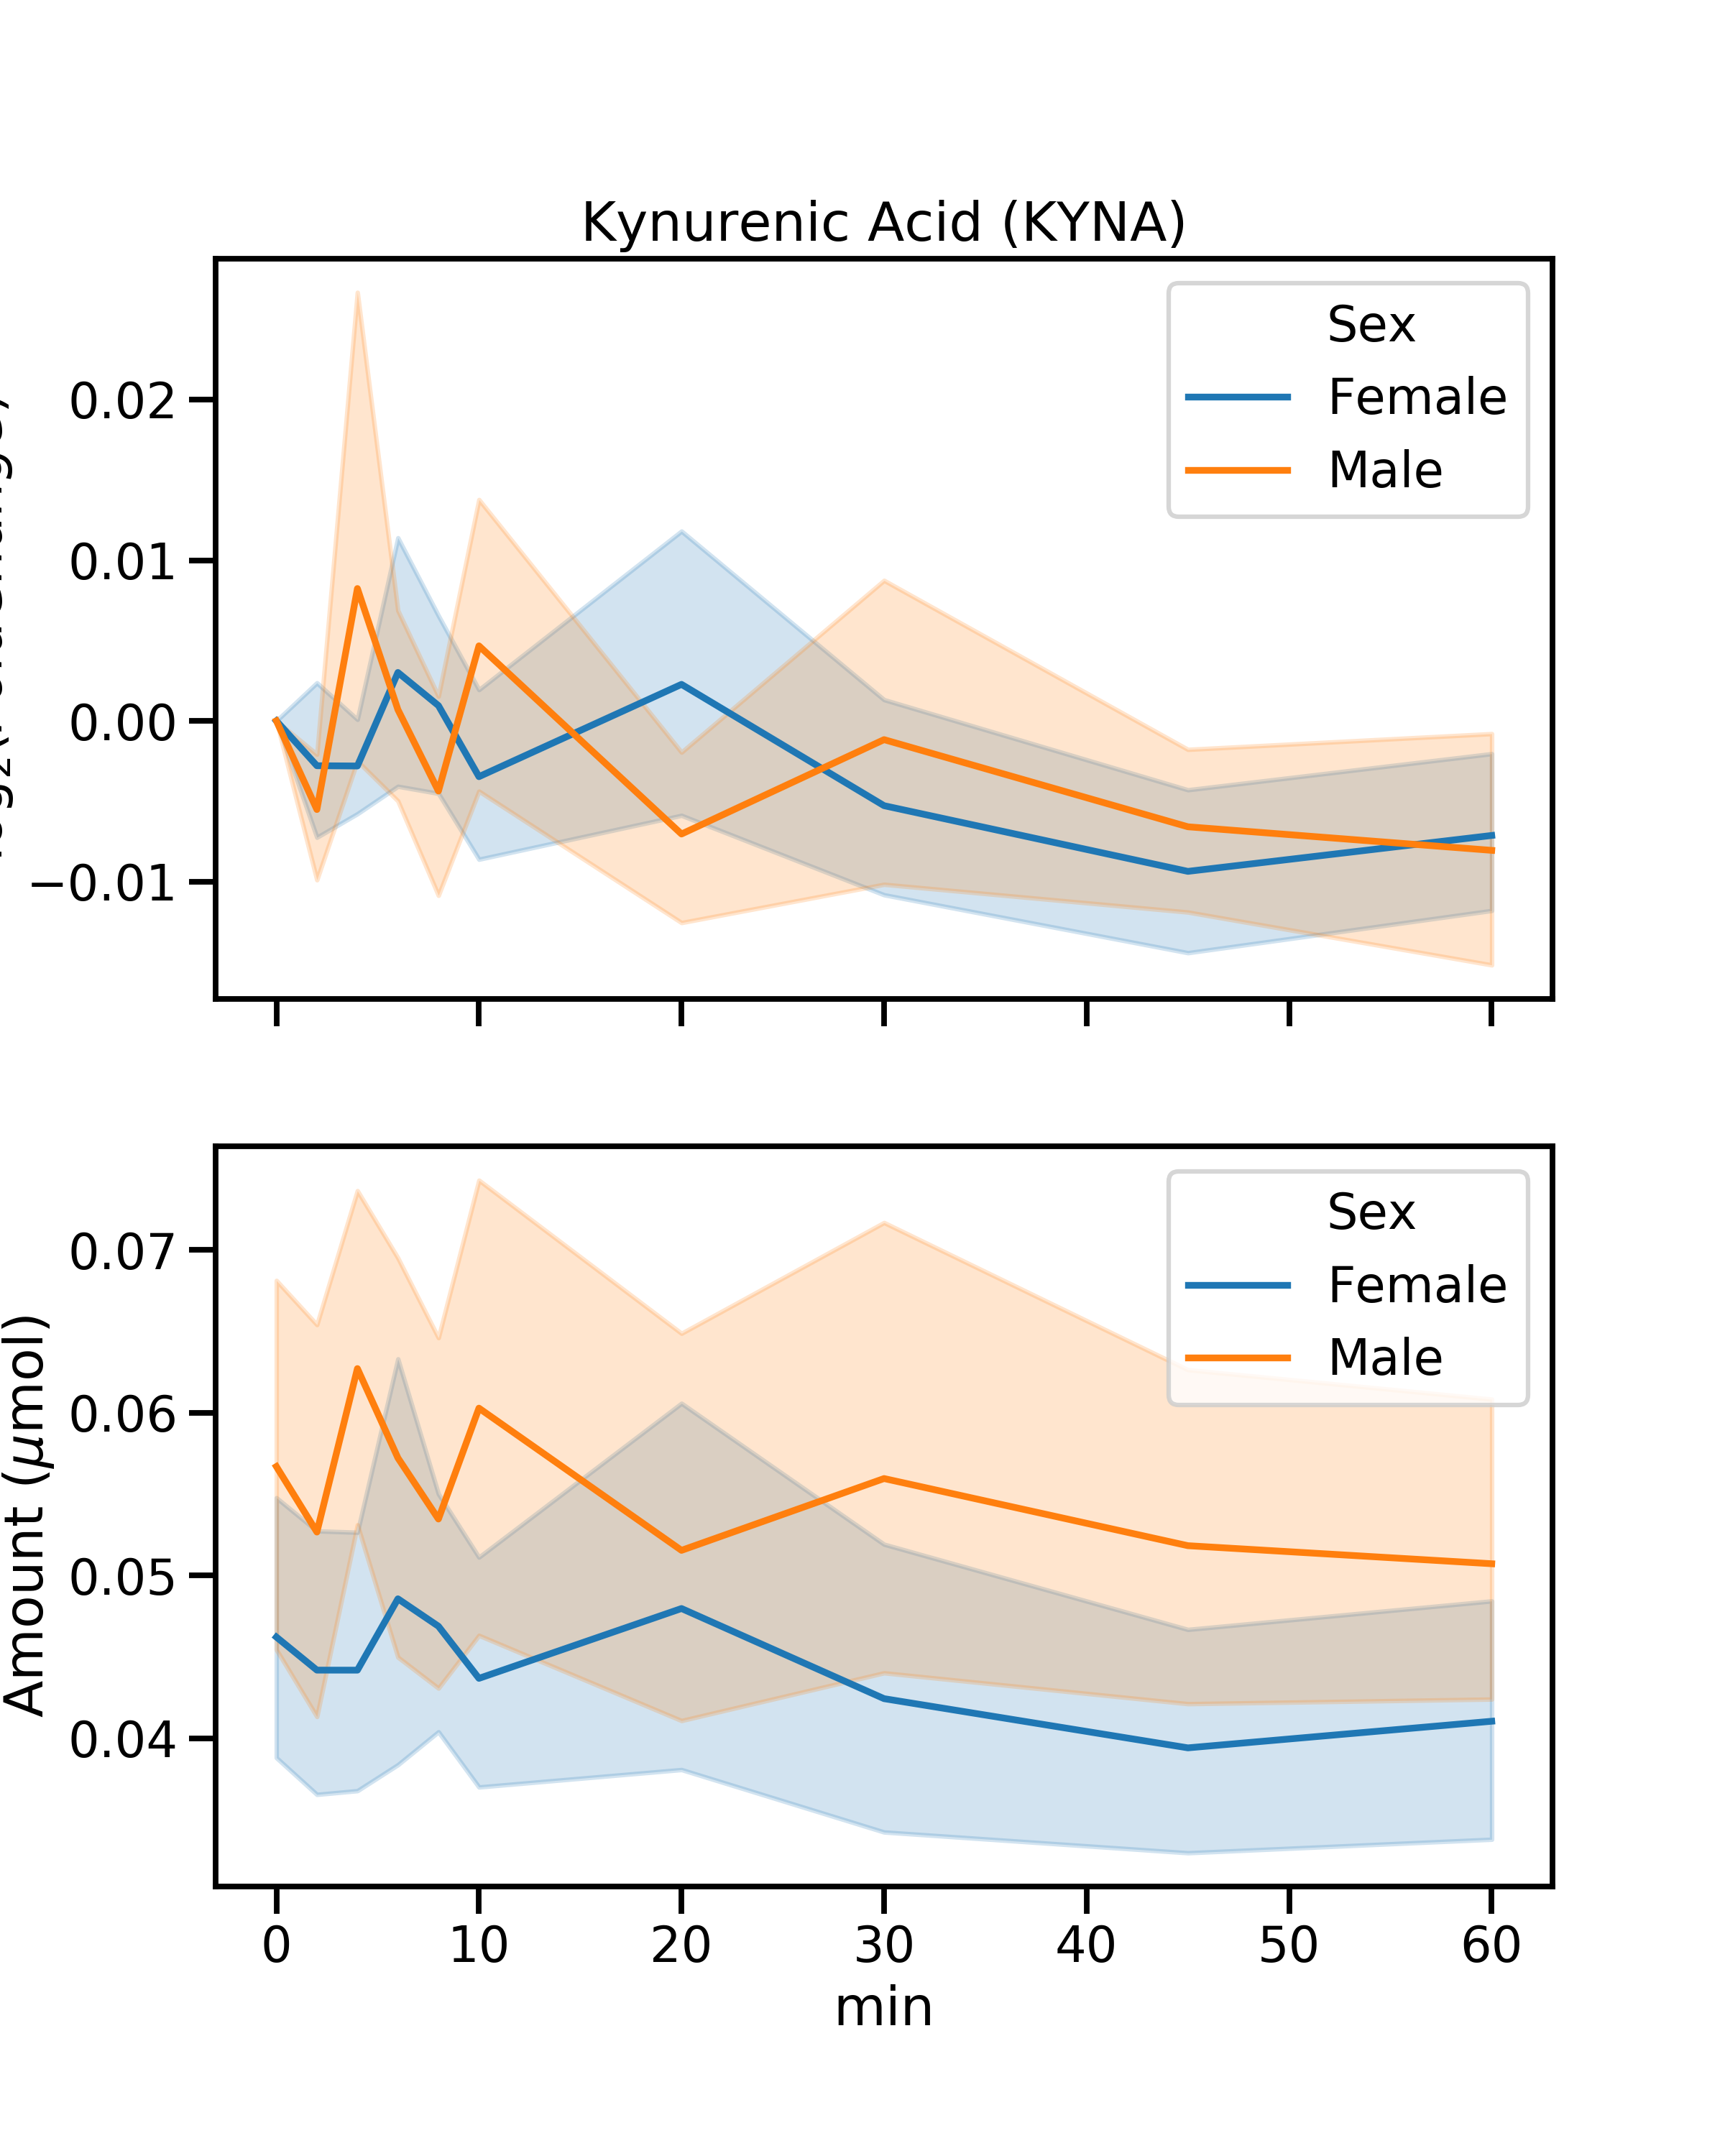 Kynurenic Acid (KYNA)
0.02
0.01
0.00
−0.01
Sex
Female
Male
Amount (μmol)
0.07
0.06
0.05
0.04
Sex
Female
Male
0 10 20 30 40 50 60
min